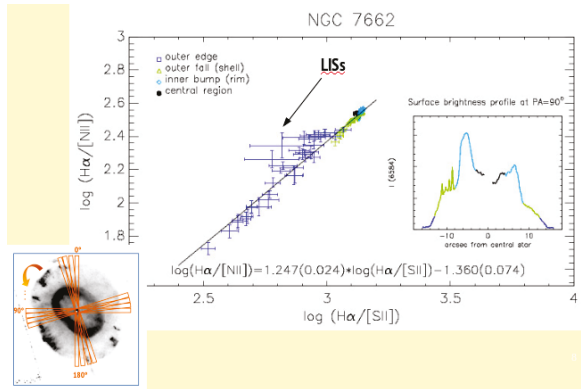 NGC 7662
outer edge
outer fall (shell)
inner bump (rim)
central region
LISs
log (Hα/[NII])
3
2.8
2.6
2.4
2.2
2
1.8
Surface brightness profile at PA=90°
I (6584)
−10 0 10
arcsec from central star
log(Hα/[NII])=1.247(0.024)*log(Hα/[SII])−1.360(0.074)
2.5 3 3.5 4
log (Hα/[SII])
0°
90°
180°